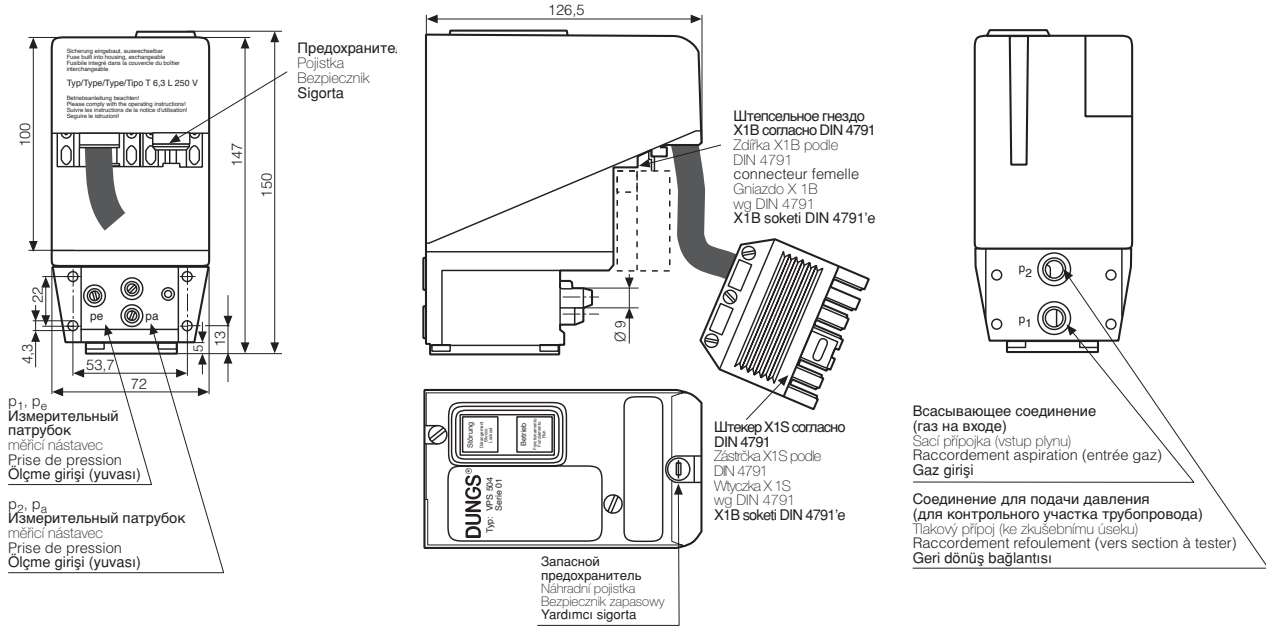 Sicherung eingebaut, auswechselbar
Fuse built into housing, exchangeable
Fusible integré dans la couvercle du boîtier
interchangeable
Typ/Type/Type/Tipo T 6,3 L 250 V
Betriebsanleitung beachten!
Please comply with the operating instructions!
Suivre les instructions de la notice d'utilisation!
Seguire le istruzioni!
Предохраните
Pojistka
Bezpiecznik
Sigorta
100
147
150
22
4,3
pe
pa
5
13
53,7
72
p1, pe
Измерительный
патрубок
měřicí nástavec
Prise de pression
Ölçme girişi (yuvası)
p2, pa
Измерительный патрубок
měřicí nástavec
Prise de pression
Ölçme girişi (yuvası)
126,5
Штепсельное гнездо
X1B согласно DIN 4791
Zdířka X1B podle
DIN 4791
connecteur femelle
Gniazdo X 1B
wg DIN 4791
X1B soketi DIN 4791'e
Ø 9
Штекер X1S согласно
DIN 4791
Zástrčka X1S podle
DIN 4791
Wtyczka X 1S
wg DIN 4791
X1B soketi DIN 4791'e
Störung
Betrieb
DUNGS®
Typ: VPS 504
Serie 01
Запасной
предохранитель
Náhradní pojistka
Bezpiecznik zapasowy
Yardımcı sigorta
p2
p1
Всасывающее соединение
(газ на входе)
Sací přípojka (vstup plynu)
Raccordement aspiration (entrée gaz)
Gaz girişi
Соединение для подачи давления
(для контрольного участка трубопровода)
Tlakový přípoj (ke zkušebnímu úseku)
Raccordement refoulement (vers section à tester)
Geri dönüş bağlantısı